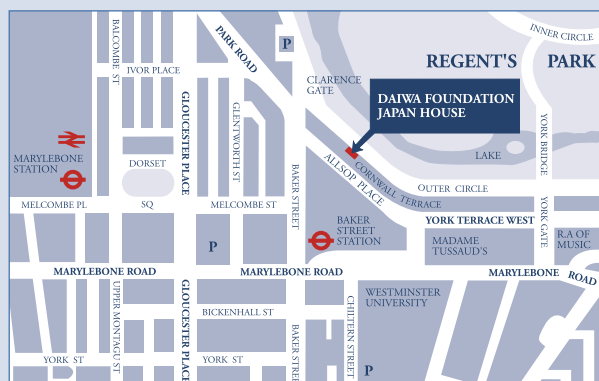 INNER CIRCLE
BALCOMBE ST
PARK ROAD
P
REGENT'S PARK
IVOR PLACE
CLARENCE
GATE
DAIWA FOUNDATION
JAPAN HOUSE
GLOUCESTER PLACE
GLENTWORTH ST
YORK BRIDGE
MARYLEBONE
STATION
DORSET
SQ
LAKE
BAKER STREET
ALLSOP PLACE
CORNWALL TERRACE
OUTER CIRCLE
MELCOMBE PL
MELCOMBE ST
YORK TERRACE WEST
YORK GATE
BAKER
STREET
STATION
P
MADAME
TUSSAUD'S
R.A OF
MUSIC
MARYLEBONE ROAD
MARYLEBONE ROAD
MARYLEBONE ROAD
UPPER MONTAGU ST
GLOUCESTER PLACE
WESTMINSTER
UNIVERSITY
BICKENHALL ST
CHILTERN STREET
BAKER STREE
YORK ST
YORK ST
P